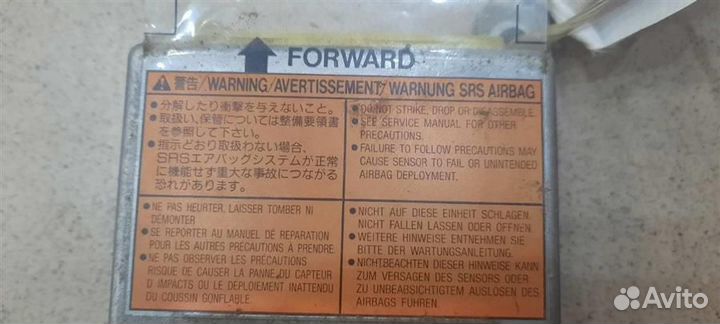 FORWARD
警告/WARNING/AVERTISSEMENT/WARNUNG SRS AIRBAG
●分解したり衝撃を与えないこと。
●取扱い、保管については整備要領書
を参照して下さい。
●指示どおり取扱わない場合、
SRSエアバッグシステムが正常
に機能せず重大な事故につながる
恐れがあります。
●DO NOT STRIKE, DROP OR DISASSEMBLE.
●SEE SERVICE MANUAL FOR OTHER
PRECAUTIONS.
●FAILURE TO FOLLOW PRECAUTIONS MAY
CAUSE SENSOR TO FAIL OR UNINTENDED
AIRBAG DEPLOYMENT.
●NE PAS HEURTER, LAISSER TOMBER NI
DÉMONTER
●SE REPORTER AU MANUEL DE RÉPARATION
POUR LES AUTRES PRÉCAUTIONS À PRENDRE.
●NE PAS OBSERVER LES PRÉCAUTIONS
RISQUE DE CAUSER LA PANNE DU CAPTEUR
D IMPACTS OU LE DÉPLOIEMENT INATTENDU
DU COUSSIN GONFLABLE.
●NICHT AUF DIESE EINHEIT SCHLAGEN.
NICHT FALLEN LASSEN ODER ÖFFNEN.
●WEITERE HINWEISE ENTNEHMEN SIE
BITTE DER WARTUNGSANLEITUNG.
●NICHTBEACHTEN DIESER HINWEISE KANN
ZUM VERSAGEN DES SENSORS ODER
ZU UNBEABSICHTIGTEM AUSLÖSEN DES
AIRBAGS FÜHREN.
Avito